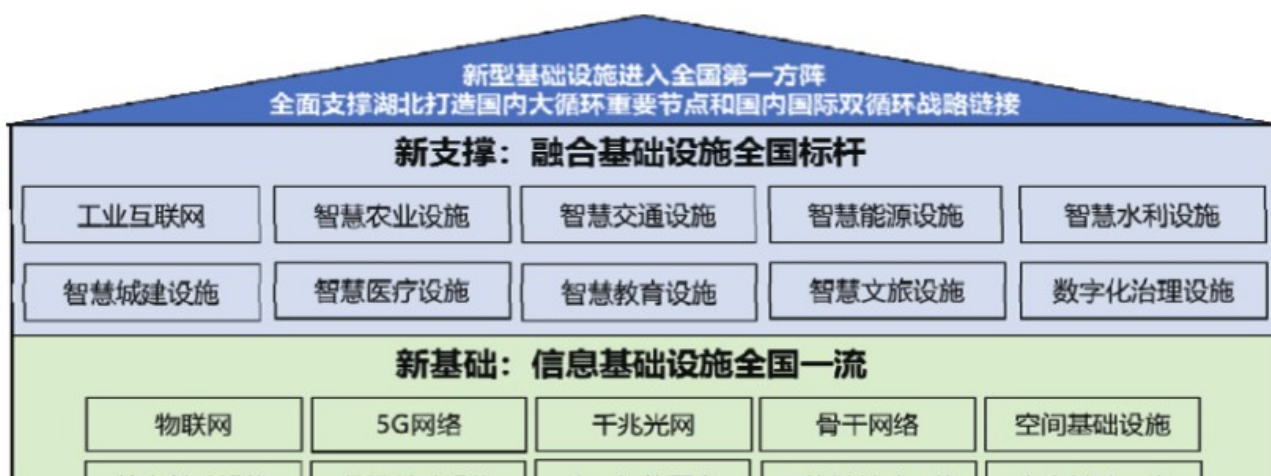 新型基础设施进入全国第一方阵
全面支撑湖北打造国内大循环重要节点和国内国际双循环战略链接
新支撑：融合基础设施全国标杆
工业互联网 智慧农业设施 智慧交通设施 智慧能源设施 智慧水利设施
智慧城建设施 智慧医疗设施 智慧教育设施 智慧文旅设施 数字化治理设施
新基础：信息基础设施全国一流
物联网 5G网络 千兆光网 骨干网络 空间基础设施